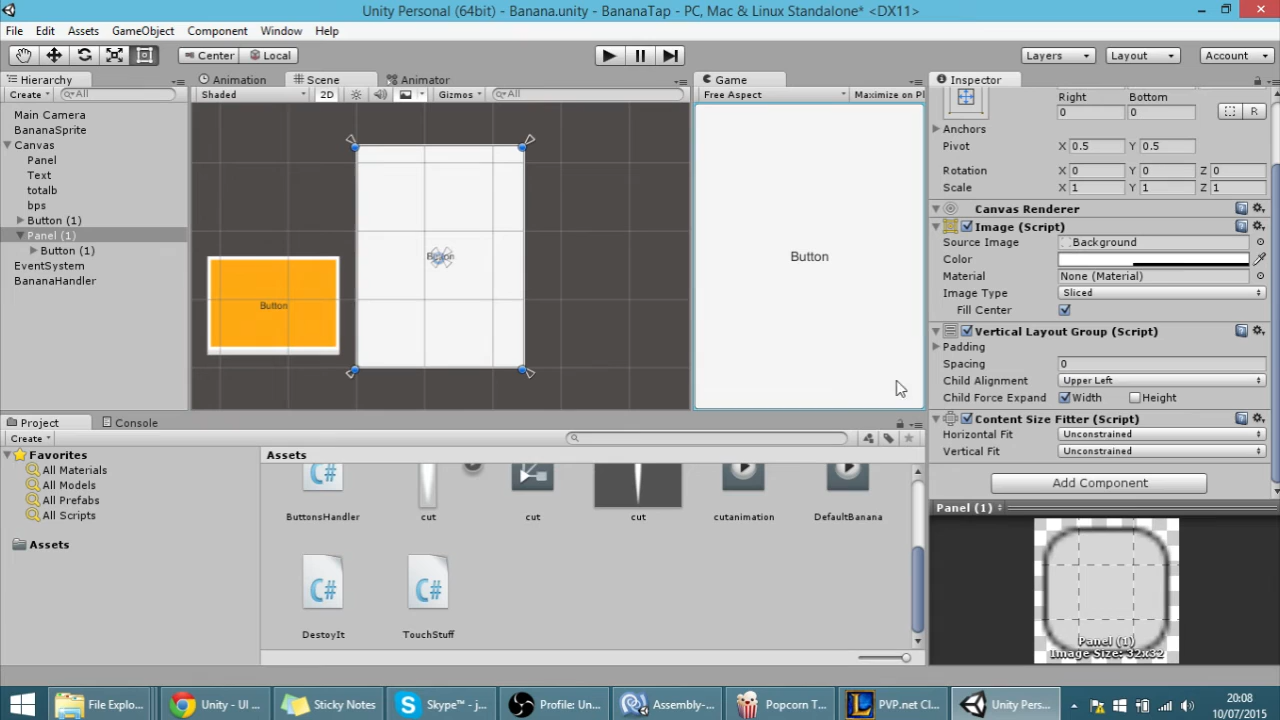 Unity Personal (64bit) - Banana.unity - BananaTap - PC, Mac & Linux Standalone* <DX11>
File Edit Assets GameObject Component Window Help
Center Local Layers Layout Account
Hierarchy Animation Scene Animator Game Inspector
Create All Shaded 2D Gizmos All Free Aspect Maximize on Pl
Right Bottom
0 0 R
Main Camera
BananaSprite
Canvas
Panel
Text
totalb
bps
Button (1)
Panel (1)
Button (1)
EventSystem
BananaHandler
Button
Button
Button
Anchors
Pivot X 0.5 Y 0.5
Rotation X 0 Y 0 Z 0
Scale X 1 Y 1 Z 1
Canvas Renderer
Image (Script)
Source Image Background
Color
Material None (Material)
Image Type Sliced
Fill Center
Vertical Layout Group (Script)
Padding
Spacing 0
Child Alignment Upper Left
Child Force Expand Width Height
Content Size Fitter (Script)
Horizontal Fit Unconstrained
Vertical Fit Unconstrained
Add Component
Panel (1)
Panel (1)
Image Size: 32x32
Project Console
Create
Favorites
All Materials
All Models
All Prefabs
All Scripts
Assets
Assets
ButtonsHandler cut cut cut cutanimation DefaultBanana
C#
C# C#
DestoyIt TouchStuff
File Explo... Unity - UI ... Sticky Notes Skype™ - j... Profile: Un... Assembly-... Popcorn T... PVP.net Cl... Unity Pers...
20:08
10/07/2015